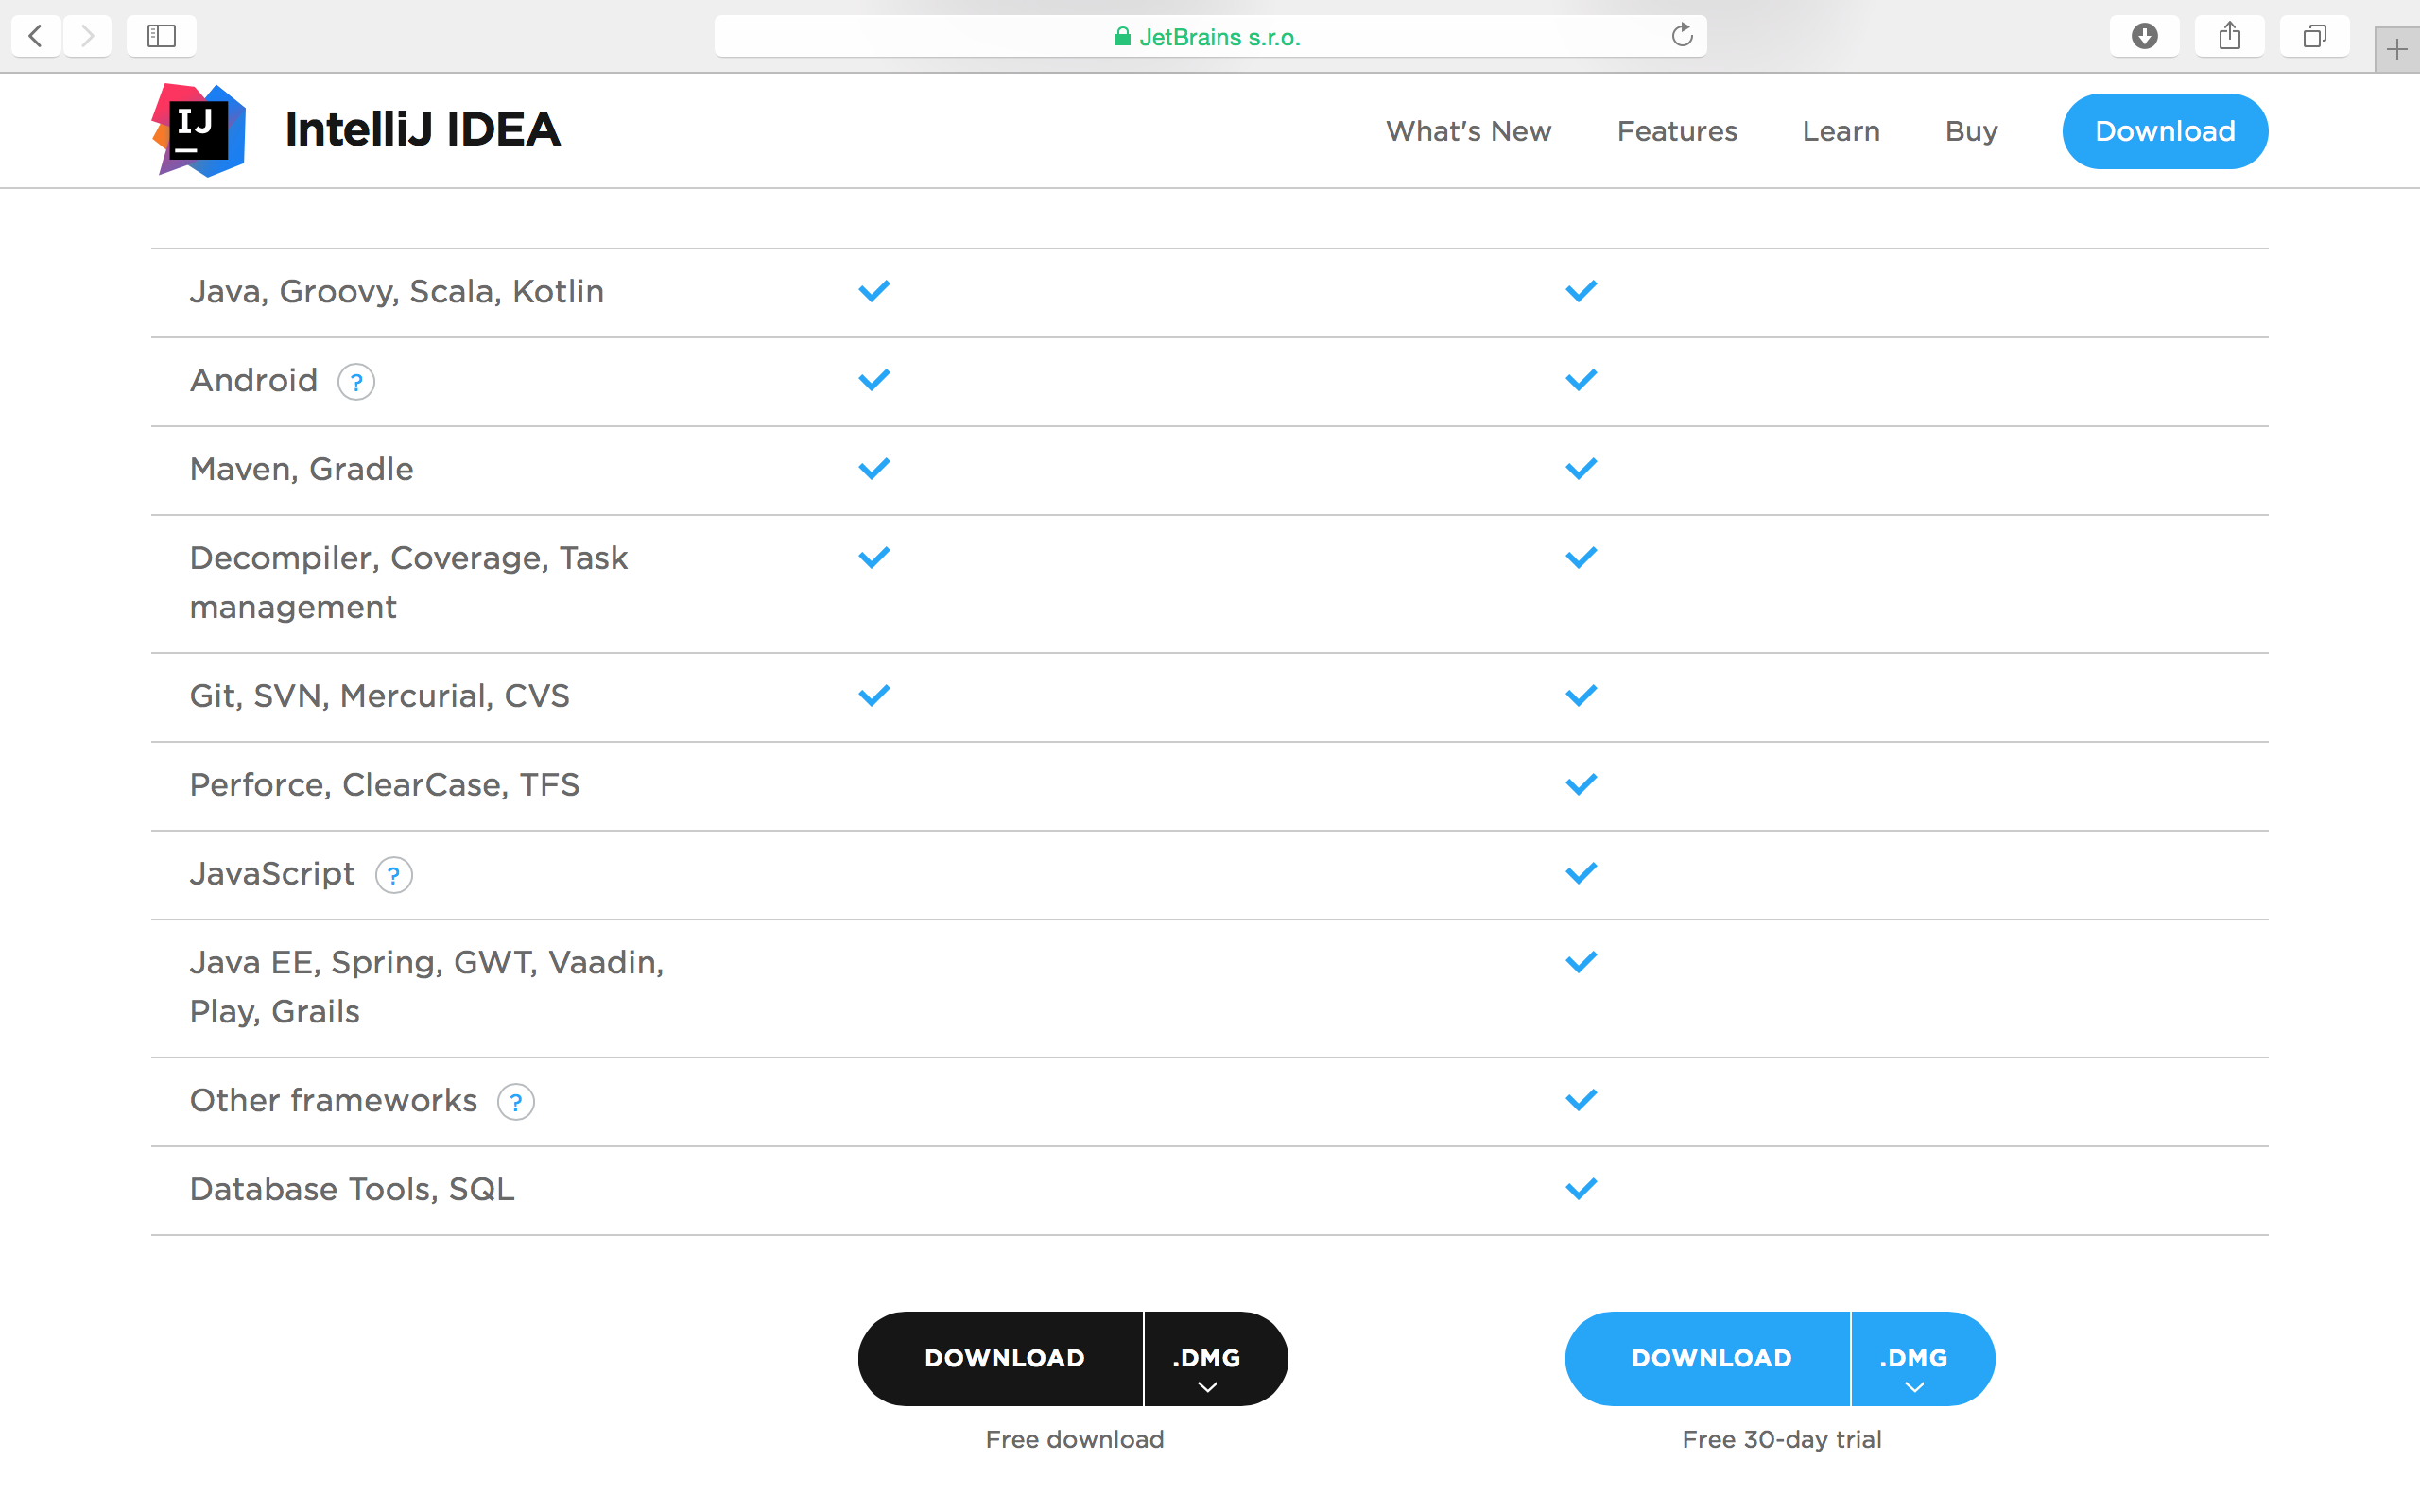 JetBrains s.r.o.
IJ
IntelliJ IDEA
What's New
Features
Learn
Buy
Download
Java, Groovy, Scala, Kotlin
Android ?
Maven, Gradle
Decompiler, Coverage, Task
management
Git, SVN, Mercurial, CVS
Perforce, ClearCase, TFS
JavaScript ?
Java EE, Spring, GWT, Vaadin,
Play, Grails
Other frameworks ?
Database Tools, SQL
DOWNLOAD
.DMG
DOWNLOAD
.DMG
Free download
Free 30-day trial